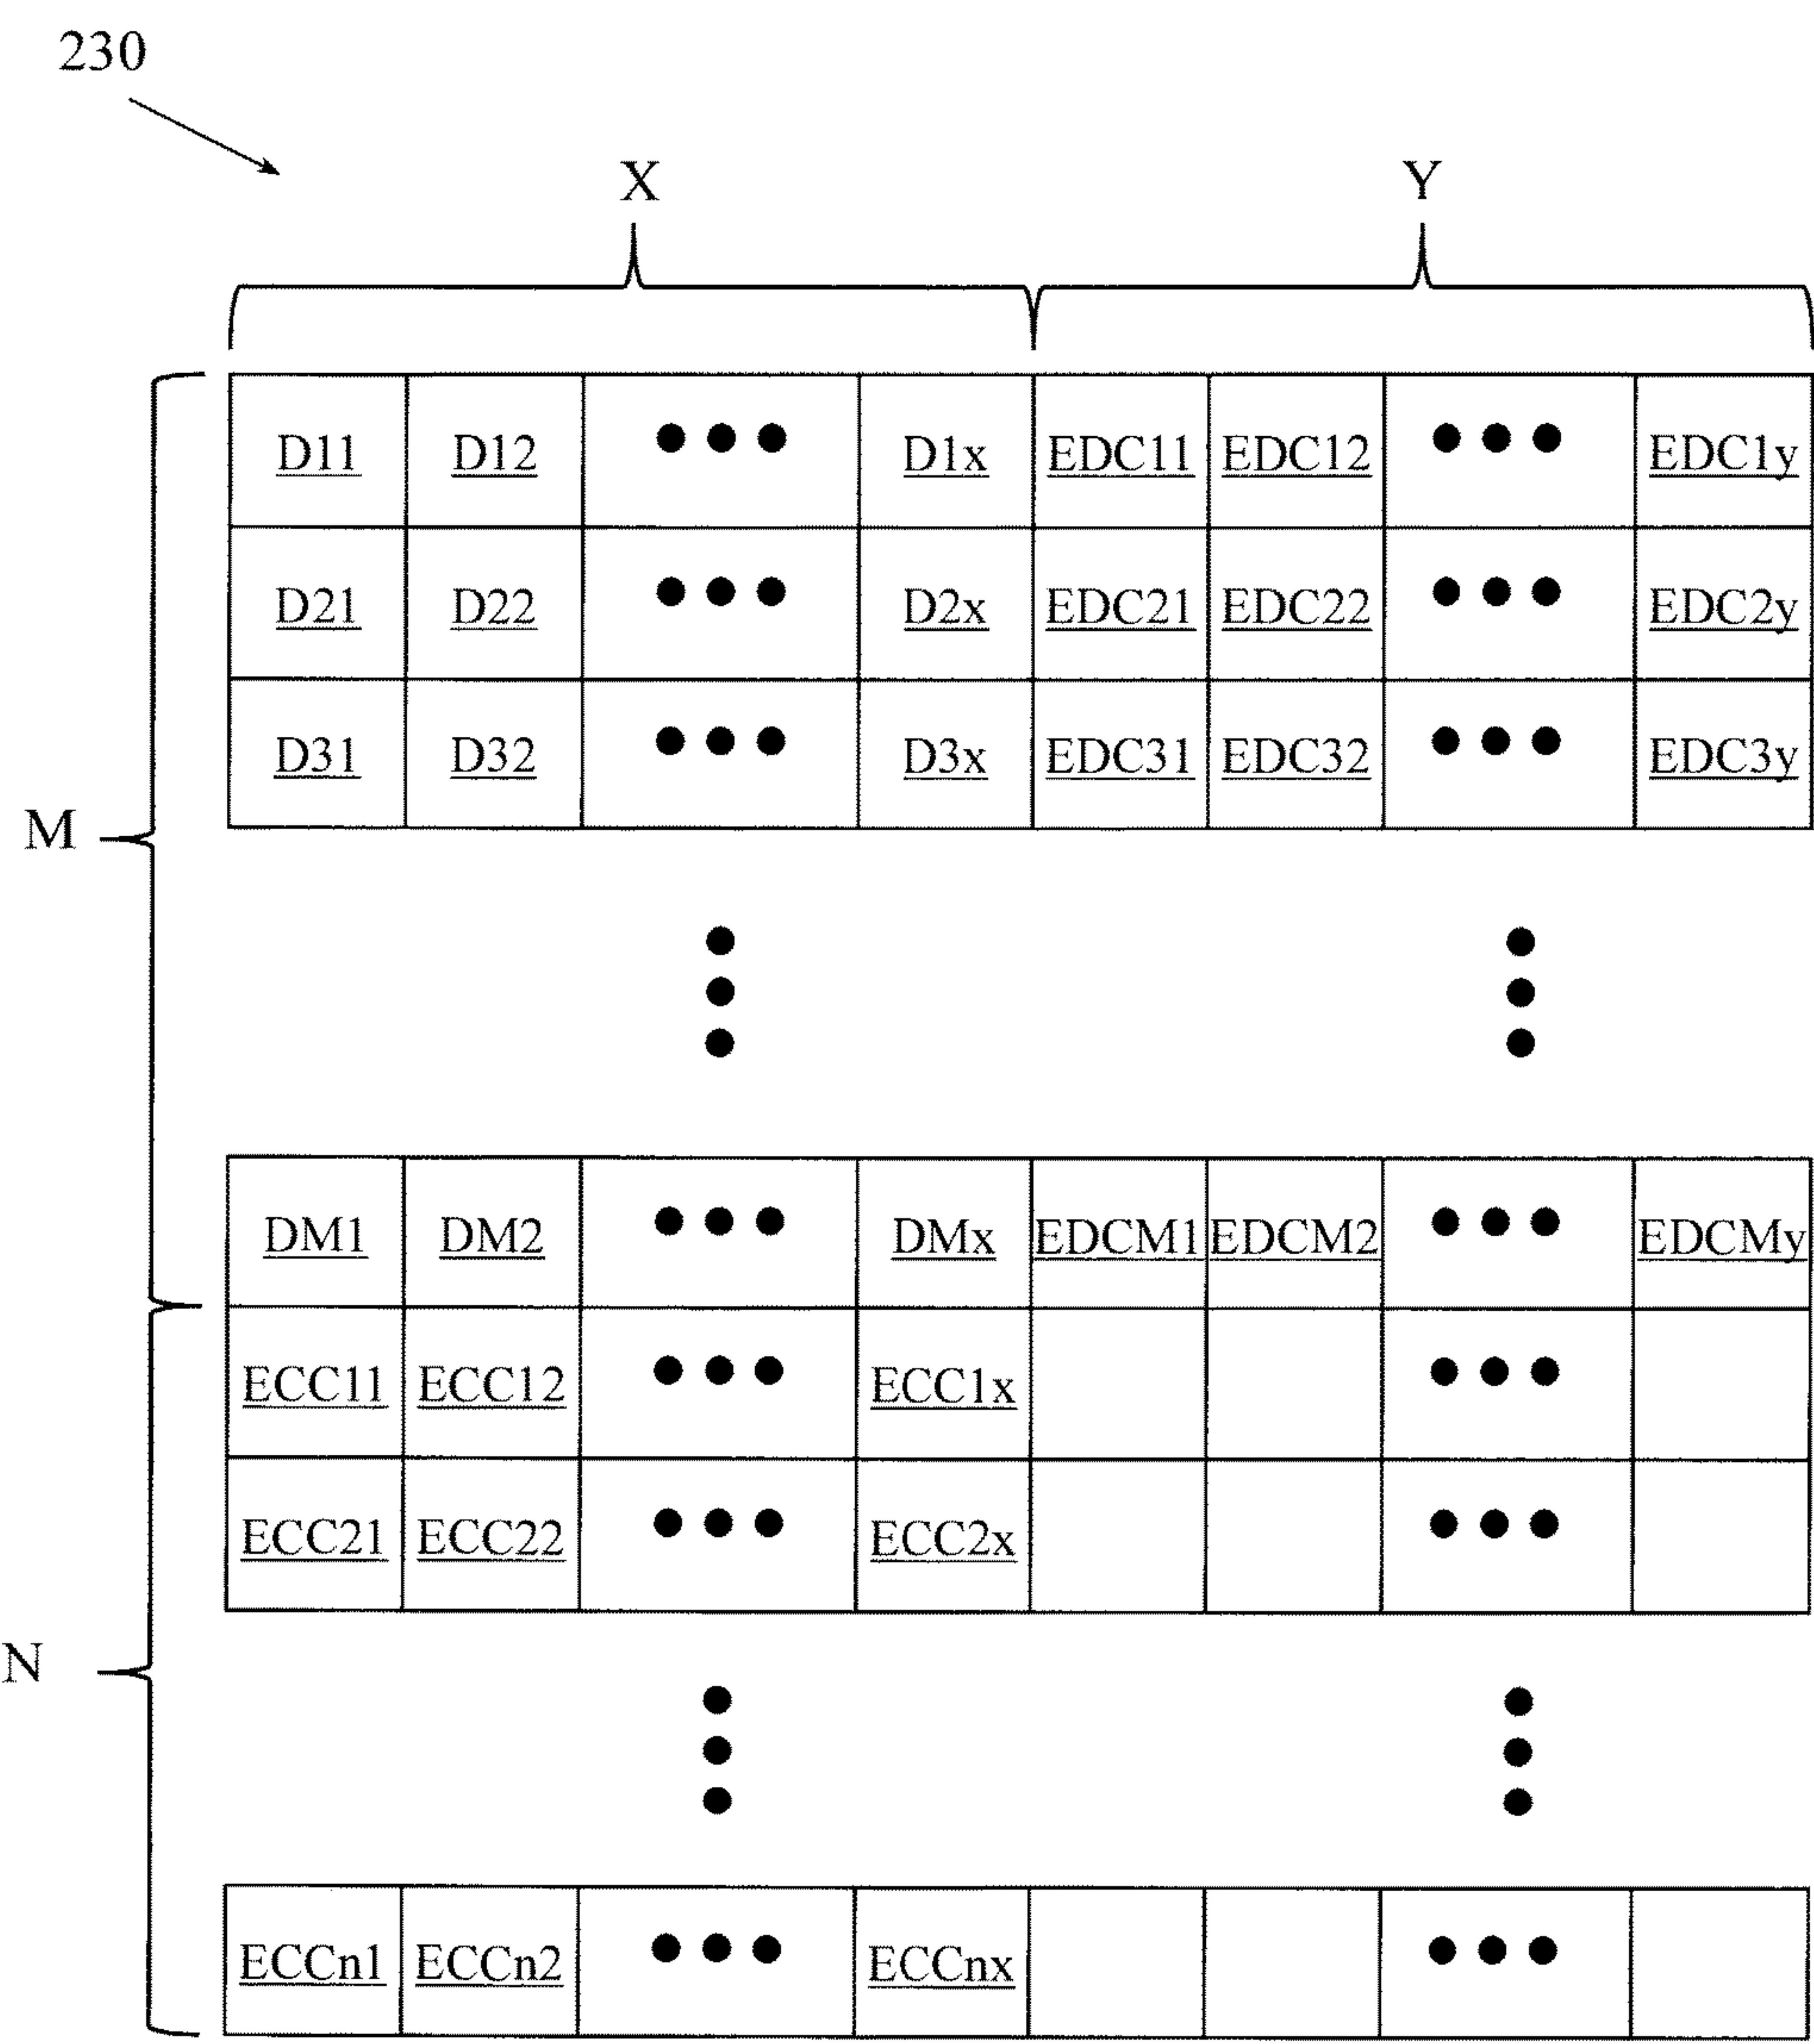 230
X Y
D11 D12 ●●● D1x EDC11 EDC12 ●●● EDC1y
D21 D22 ●●● D2x EDC21 EDC22 ●●● EDC2y
D31 D32 ●●● D3x EDC31 EDC32 ●●● EDC3y
M
DM1 DM2 ●●● DMx EDCM1 EDCM2 ●●● EDCMy
ECC11 ECC12 ●●● ECC1x ●●●
ECC21 ECC22 ●●● ECC2x ●●●
N
ECCn1 ECCn2 ●●● ECCnx ●●●